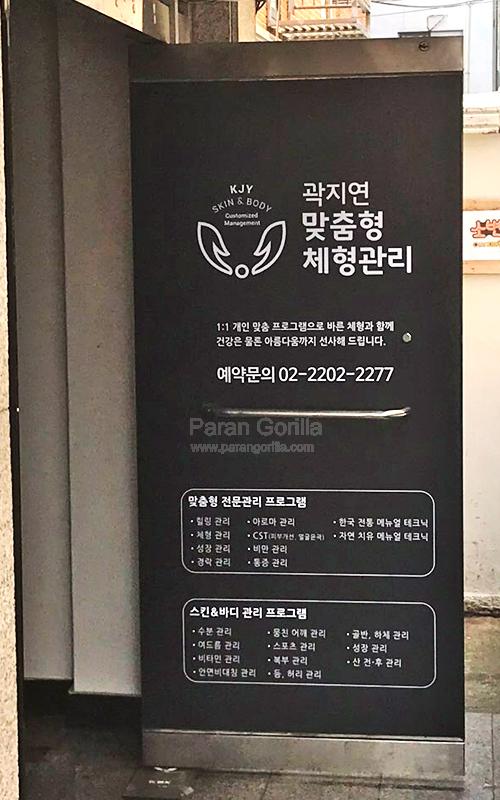 KJY
SKIN & BODY
Customized
Management
곽지연
맞춤형
체형관리
1:1 개인 맞춤 프로그램으로 바른 체형과 함께
건강은 물론 아름다움까지 선사해 드립니다.
예약문의 02-2202-2277
Paran Gorilla
www.parangorilla.com
맞춤형 전문관리 프로그램
· 힐링 관리 · 아로마 관리 · 한국 전통 메뉴얼 테크닉
· 체형 관리 · CST(피부개선, 얼굴윤곽) · 자연 치유 메뉴얼 테크닉
· 성장 관리 · 비만 관리
· 경락 관리 · 통증 관리
스킨&바디 관리 프로그램
· 수분 관리 · 뭉친 어깨 관리 · 골반, 하체 관리
· 여드름 관리 · 스포츠 관리 · 성장 관리
· 비타민 관리 · 복부 관리 · 산 전·후 관리
· 안면비대칭 관리 · 등, 허리 관리